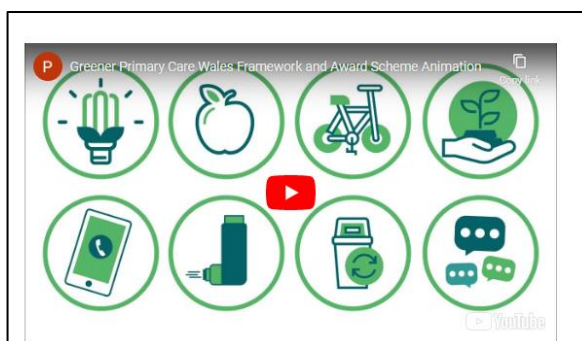 P
Greener Primary Care Wales Framework and Award Scheme Animation
Copy link
YouTube